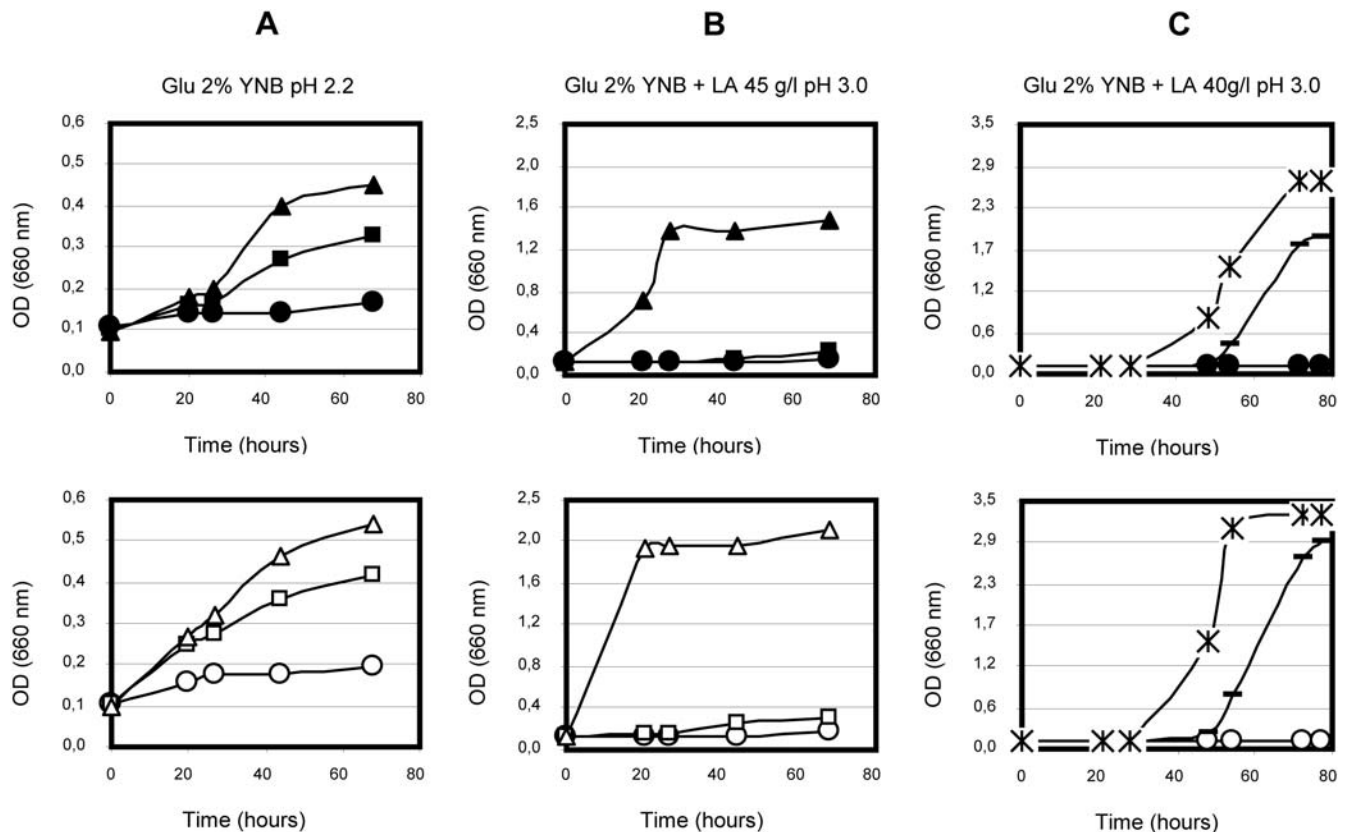 A B C
Glu 2% YNB pH 2.2 Glu 2% YNB + LA 45 g/l pH 3.0 Glu 2% YNB + LA 40g/l pH 3.0
OD (660 nm)
0,6
0,5
0,4
0,3
0,2
0,1
0,0
0 20 40 60 80
Time (hours)
OD (660 nm)
2,5
2,0
1,6
1,2
0,8
0,4
0,0
0 20 40 60 80
Time (hours)
OD (660 nm)
3,5
2,9
2,3
1,7
1,2
0,6
0,0
0 20 40 60 80
Time (hours)
OD (660 nm)
0,6
0,5
0,4
0,3
0,2
0,1
0,0
0 20 40 60 80
Time (hours)
OD (660 nm)
2,5
2,0
1,6
1,2
0,8
0,4
0,0
0 20 40 60 80
Time (hours)
OD (660 nm)
3,5
2,9
2,3
1,7
1,2
0,6
0,0
0 20 40 60 80
Time (hours)